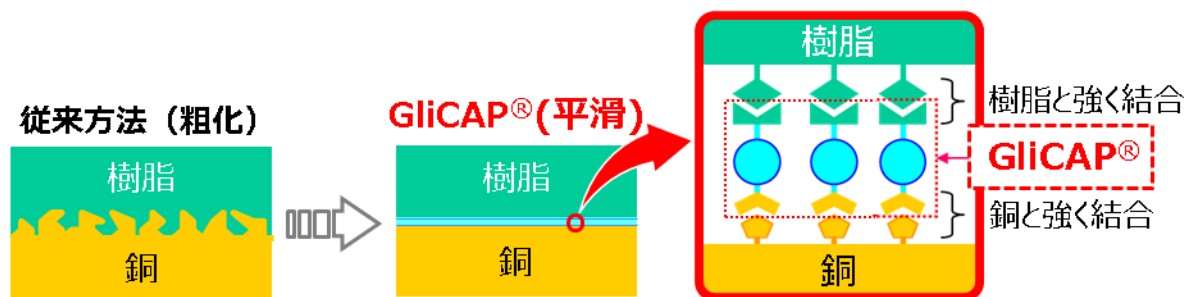 従来方法（粗化）
樹脂
銅
GliCAP®(平滑)
樹脂
銅
樹脂
樹脂と強く結合
GliCAP®
銅と強く結合
銅